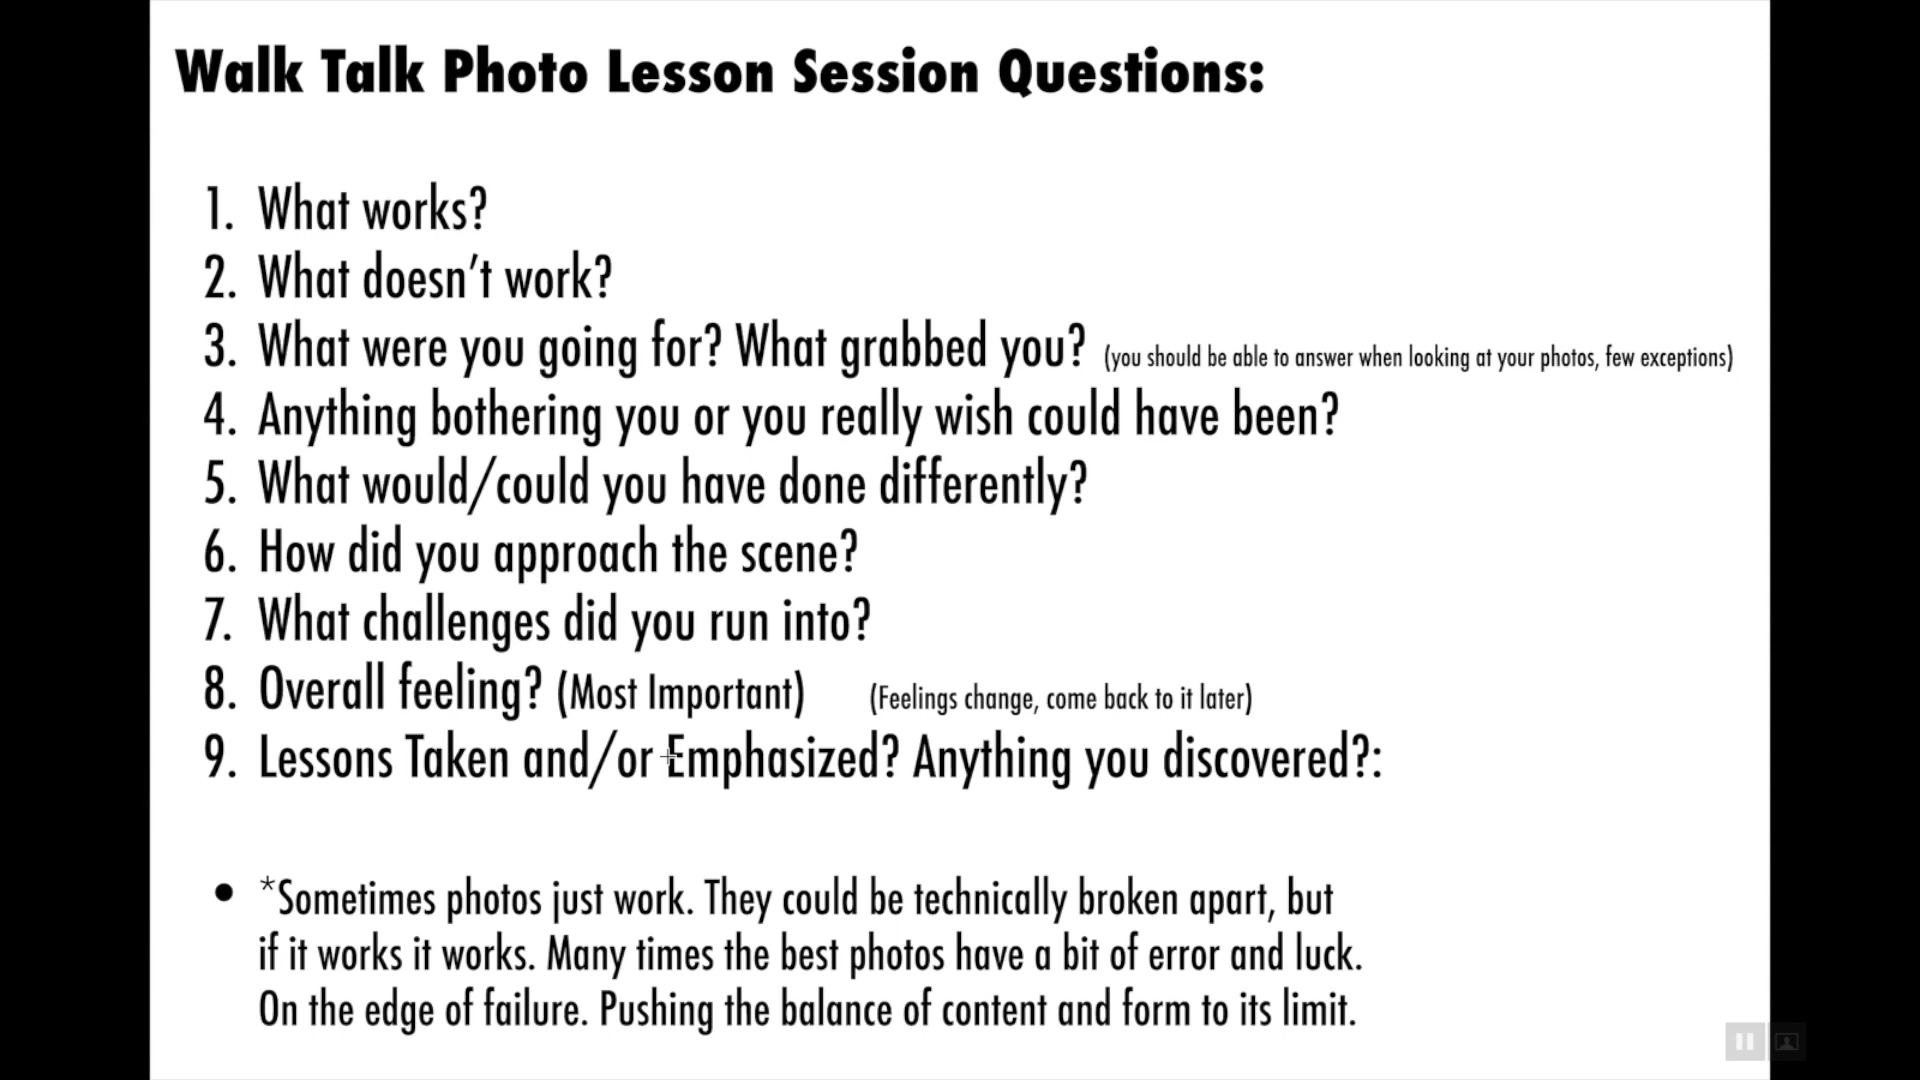 Walk Talk Photo Lesson Session Questions:
1. What works?
2. What doesn’t work?
3. What were you going for? What grabbed you? (you should be able to answer when looking at your photos, few exceptions)
4. Anything bothering you or you really wish could have been?
5. What would/could you have done differently?
6. How did you approach the scene?
7. What challenges did you run into?
8. Overall feeling? (Most Important) (Feelings change, come back to it later)
9. Lessons Taken and/or Emphasized? Anything you discovered?:
• *Sometimes photos just work. They could be technically broken apart, but
if it works it works. Many times the best photos have a bit of error and luck.
On the edge of failure. Pushing the balance of content and form to its limit.